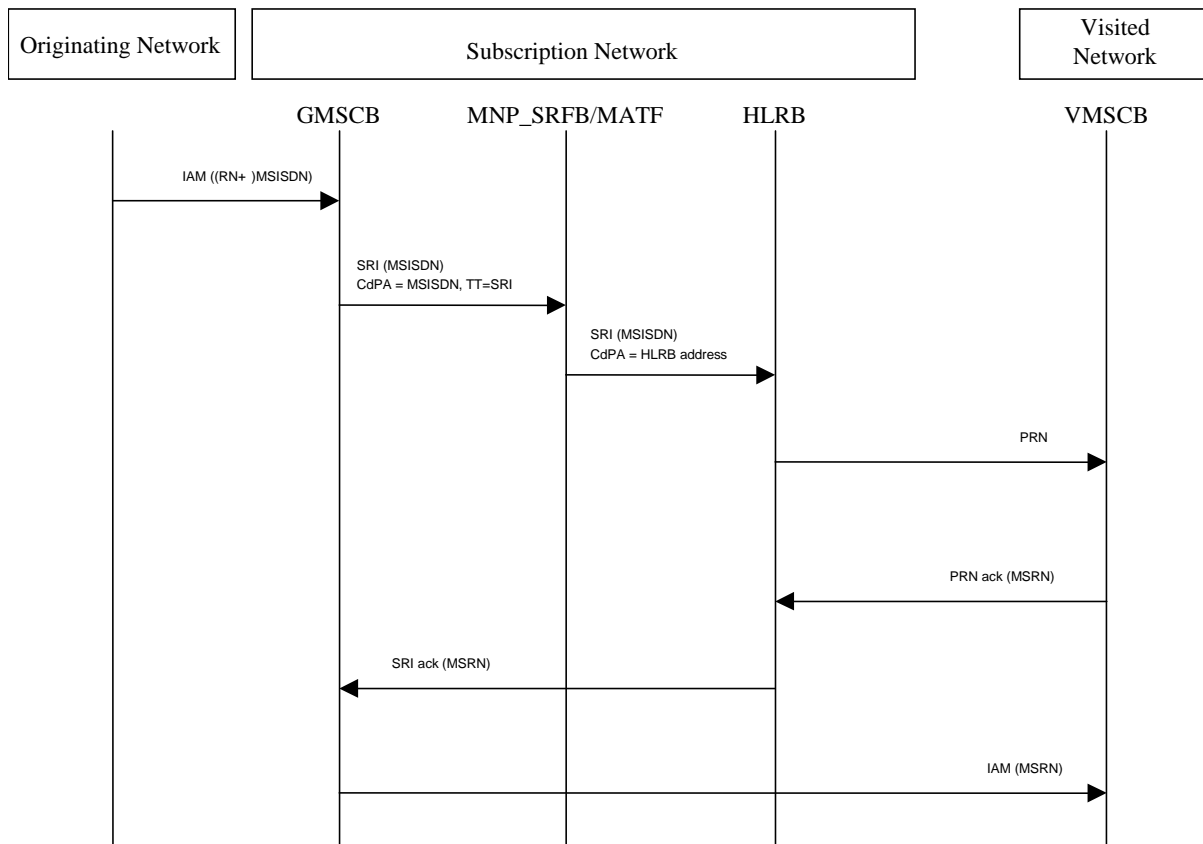 Originating Network
Subscription Network
Visited
Network
GMSCB
MNP_SRFB/MATF
HLRB
VMSCB
IAM ((RN+ )MSISDN)
SRI (MSISDN)
CdPA = MSISDN, TT=SRI
SRI (MSISDN)
CdPA = HLRB address
PRN
PRN ack (MSRN)
SRI ack (MSRN)
IAM (MSRN)